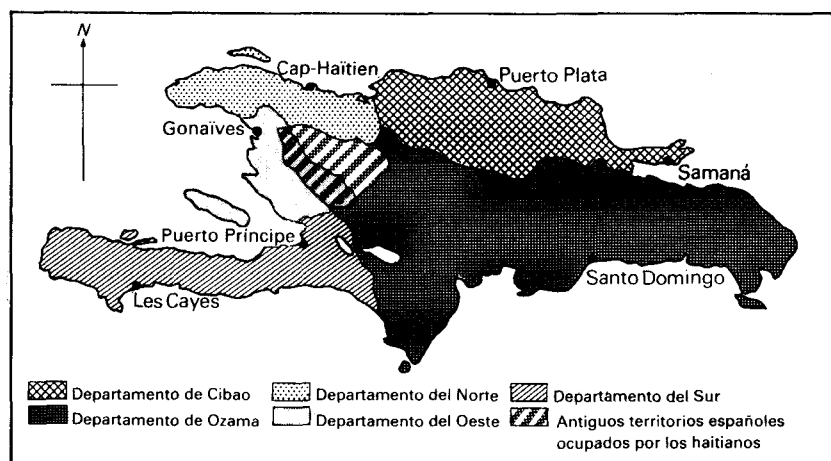 N
Cap-Haïtien
Puerto Plata
Gonaïves
Samaná
Puerto Príncipe
Santo Domingo
Les Cayes
Departamento de Cibao
Departamento del Norte
Departamento del Sur
Departamento de Ozama
Departamento del Oeste
Antiguos territorios españoles
ocupados por los haitianos